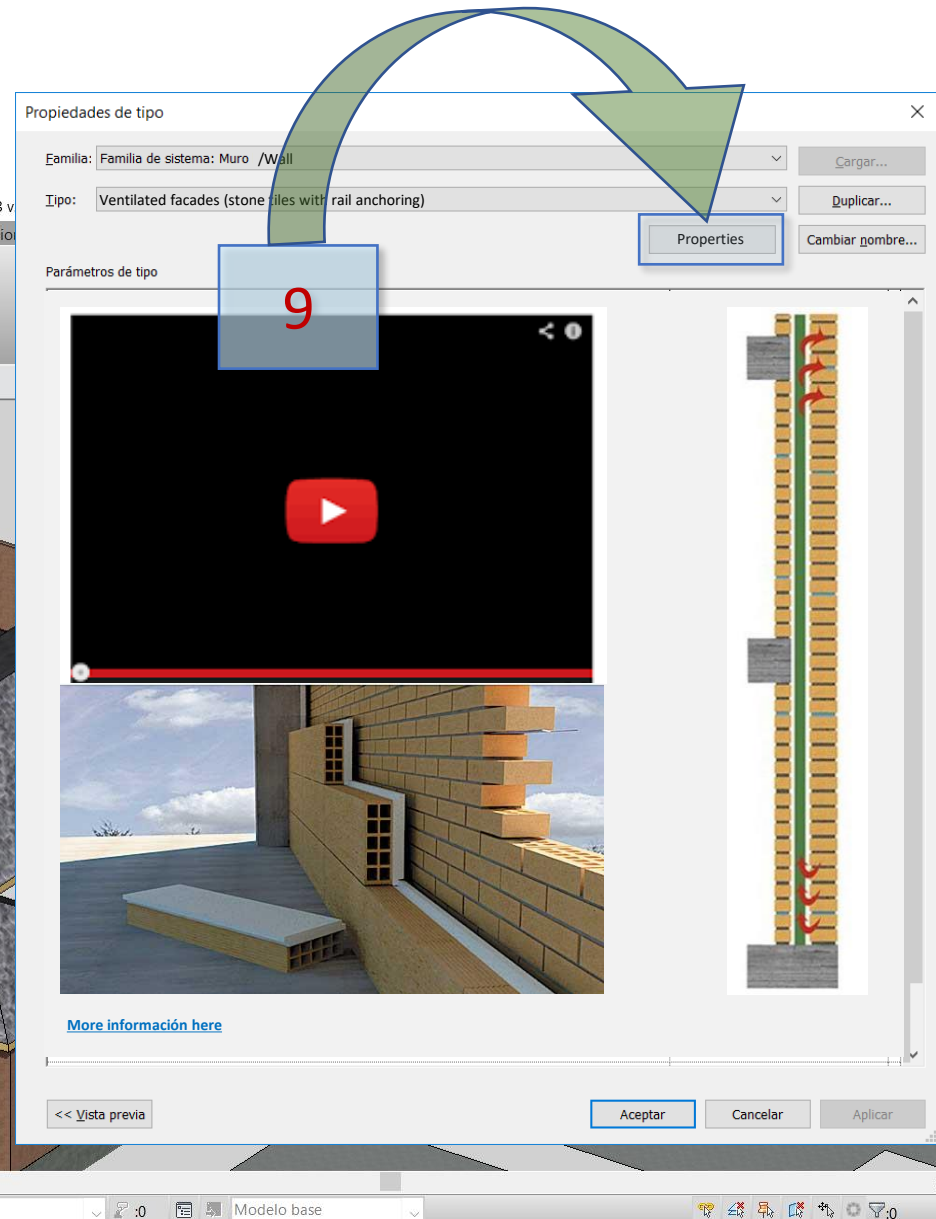 Propiedades de tipo
Familia: Familia de sistema: Muro /Wall
Cargar...
Tipo: Ventilated facades (stone tiles with rail anchoring)
Duplicar...
Properties
Cambiar nombre...
Parámetros de tipo
9
More información here
<< Vista previa
Aceptar
Cancelar
Aplicar
:0
Modelo base
:0